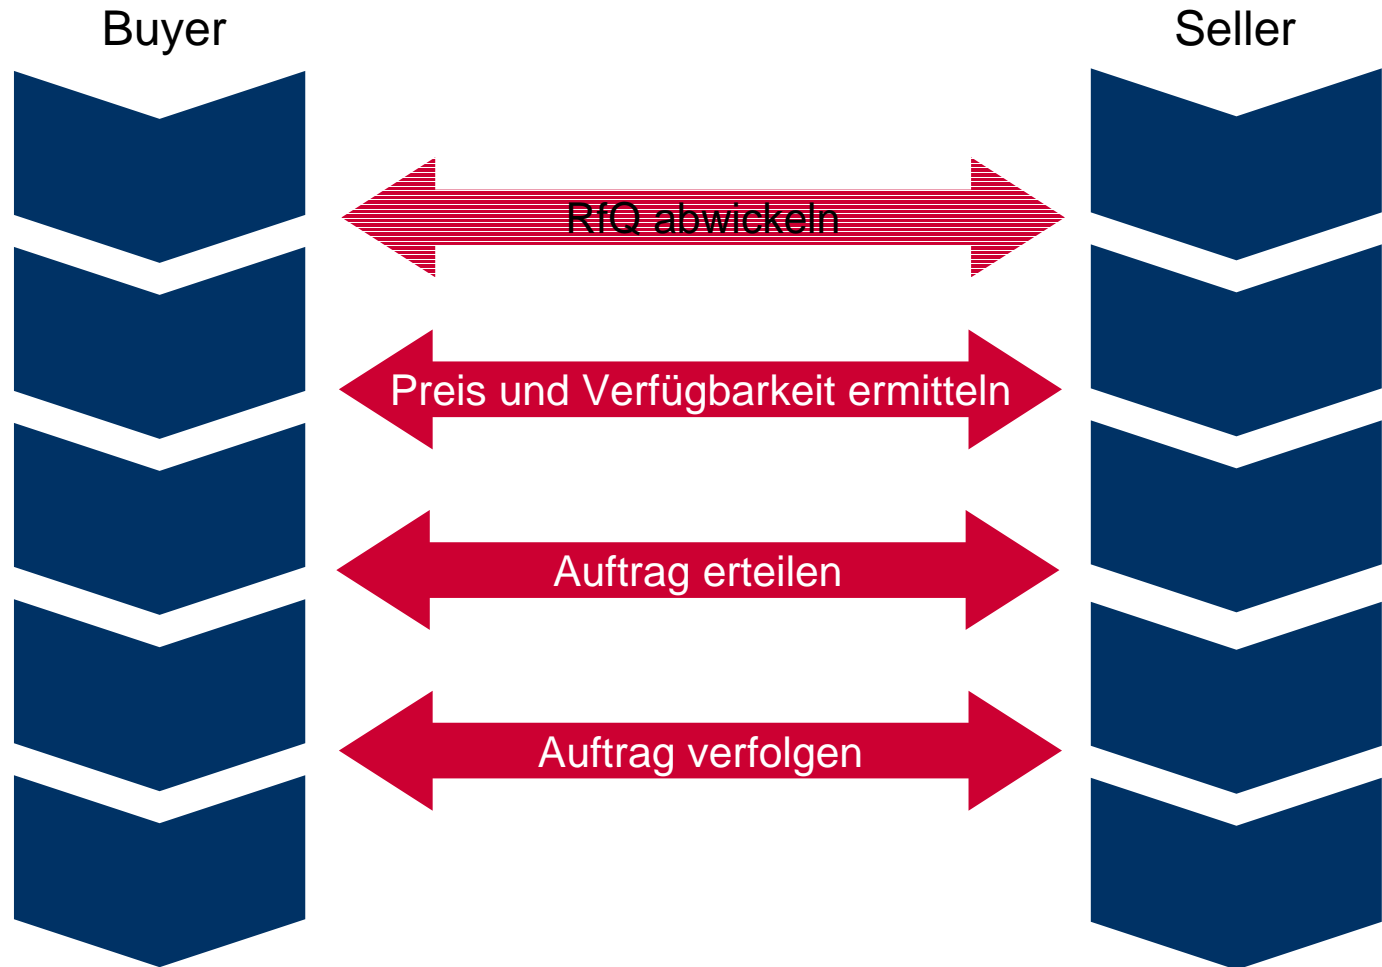 Buyer
Seller
RfQ abwickeln
Preis und Verfügbarkeit ermitteln
Auftrag erteilen
Auftrag verfolgen